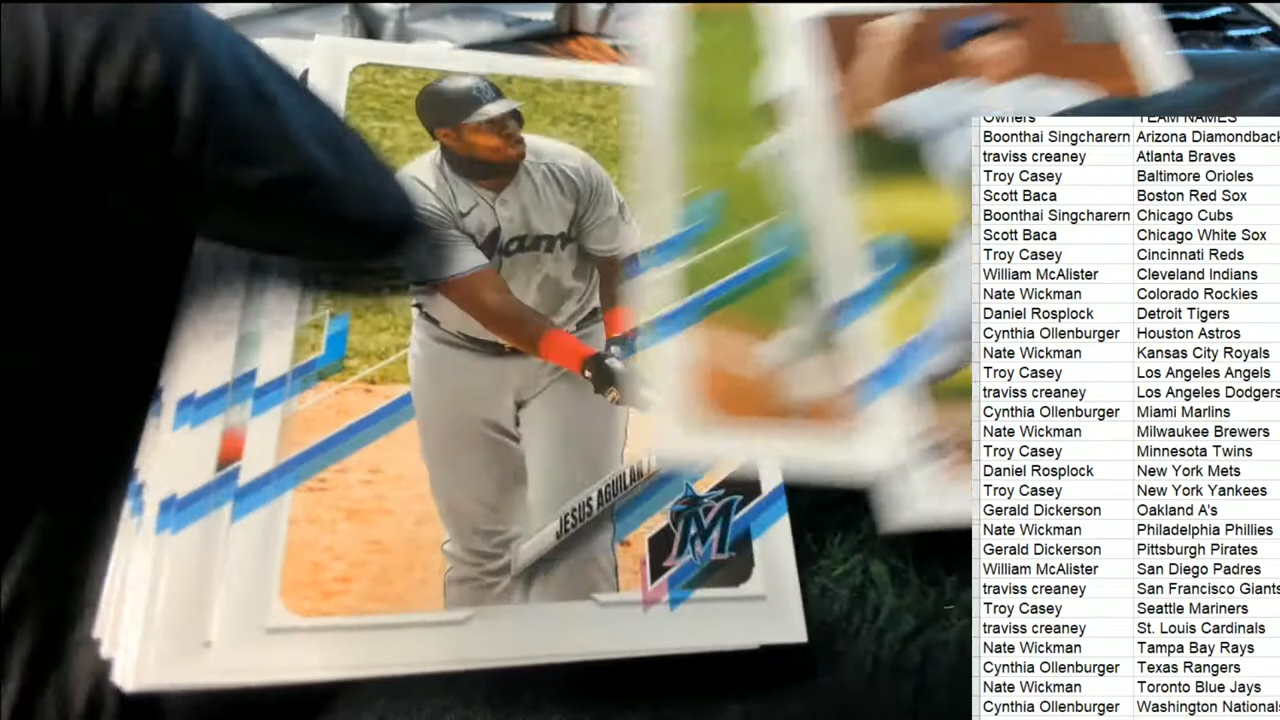 Owners TEAM NAMES
Boonthai Singcharern Arizona Diamondback
traviss creaney Atlanta Braves
Troy Casey Baltimore Orioles
Scott Baca Boston Red Sox
Boonthai Singcharern Chicago Cubs
Scott Baca Chicago White Sox
Troy Casey Cincinnati Reds
William McAlister Cleveland Indians
Nate Wickman Colorado Rockies
Daniel Rosplock Detroit Tigers
Cynthia Ollenburger Houston Astros
Nate Wickman Kansas City Royals
Troy Casey Los Angeles Angels
traviss creaney Los Angeles Dodgers
Cynthia Ollenburger Miami Marlins
Nate Wickman Milwaukee Brewers
Troy Casey Minnesota Twins
Daniel Rosplock New York Mets
Troy Casey New York Yankees
Gerald Dickerson Oakland A's
Nate Wickman Philadelphia Phillies
Gerald Dickerson Pittsburgh Pirates
William McAlister San Diego Padres
traviss creaney San Francisco Giants
Troy Casey Seattle Mariners
traviss creaney St. Louis Cardinals
Nate Wickman Tampa Bay Rays
Cynthia Ollenburger Texas Rangers
Nate Wickman Toronto Blue Jays
Cynthia Ollenburger Washington National
JESUS AGUILAR
M